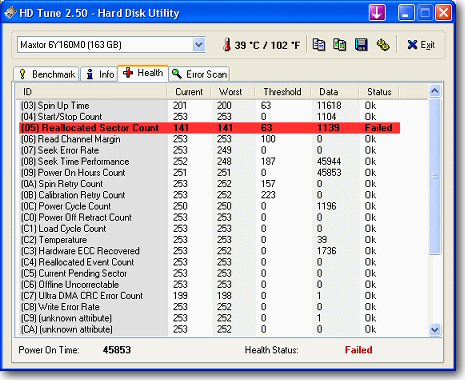 HD Tune 2.50 - Hard Disk Utility
Maxtor 6Y160M0 (163 GB) 39 °C / 102 °F Exit
Benchmark Info Health Error Scan
ID Current Worst Threshold Data Status
(03) Spin Up Time 201 200 63 11618 Ok
(04) Start/Stop Count 253 253 0 1104 Ok
(05) Reallocated Sector Count 141 141 63 1139 Failed
(06) Read Channel Margin 253 253 100 0 Ok
(07) Seek Error Rate 253 249 0 0 Ok
(08) Seek Time Performance 252 248 187 45944 Ok
(09) Power On Hours Count 251 251 0 45853 Ok
(0A) Spin Retry Count 253 252 157 0 Ok
(0B) Calibration Retry Count 253 252 223 0 Ok
(0C) Power Cycle Count 250 250 0 1196 Ok
(C0) Power Off Retract Count 253 253 0 0 Ok
(C1) Load Cycle Count 253 253 0 0 Ok
(C2) Temperature 253 253 0 39 Ok
(C3) Hardware ECC Recovered 253 252 0 1736 Ok
(C4) Reallocated Event Count 253 253 0 0 Ok
(C5) Current Pending Sector 253 253 0 0 Ok
(C6) Offline Uncorrectable 253 253 0 0 Ok
(C7) Ultra DMA CRC Error Count 199 198 0 1 Ok
(C8) Write Error Rate 253 252 0 0 Ok
(C9) (unknown attribute) 253 252 0 1 Ok
(CA) (unknown attribute) 253 252 0 0 Ok
Power On Time: 45853 Health Status: Failed